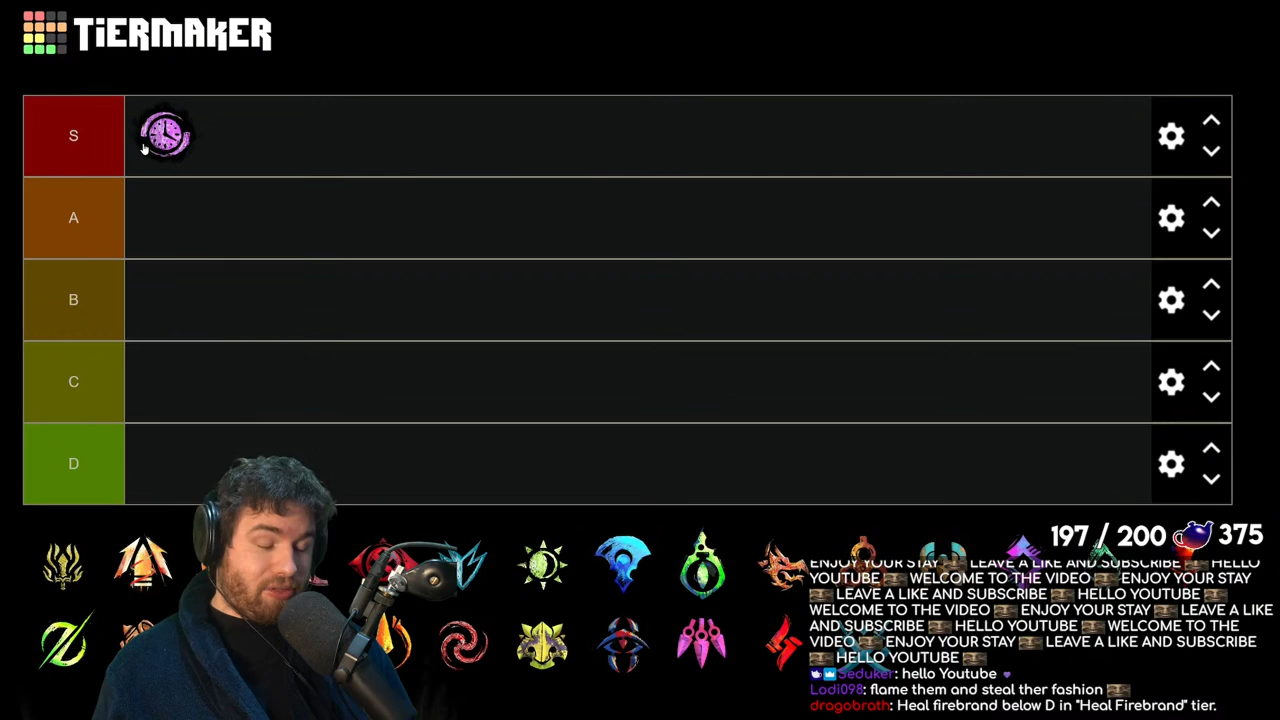 TiERMAKER
S
A
B
C
D
197 / 200 375
ENJOY YOUR STAY LEAVE A LIKE AND SUBSCRIBE HELLO
YOUTUBE WELCOME TO THE VIDEO ENJOY YOUR STAY
LEAVE A LIKE AND SUBSCRIBE HELLO YOUTUBE
WELCOME TO THE VIDEO ENJOY YOUR STAY LEAVE A LIKE
AND SUBSCRIBE HELLO YOUTUBE WELCOME TO THE
VIDEO ENJOY YOUR STAY LEAVE A LIKE AND SUBSCRIBE
HELLO YOUTUBE
Seduker: hello Youtube
Lodi098: flame them and steal ther fashion
dragobrath: Heal firebrand below D in "Heal Firebrand" tier.